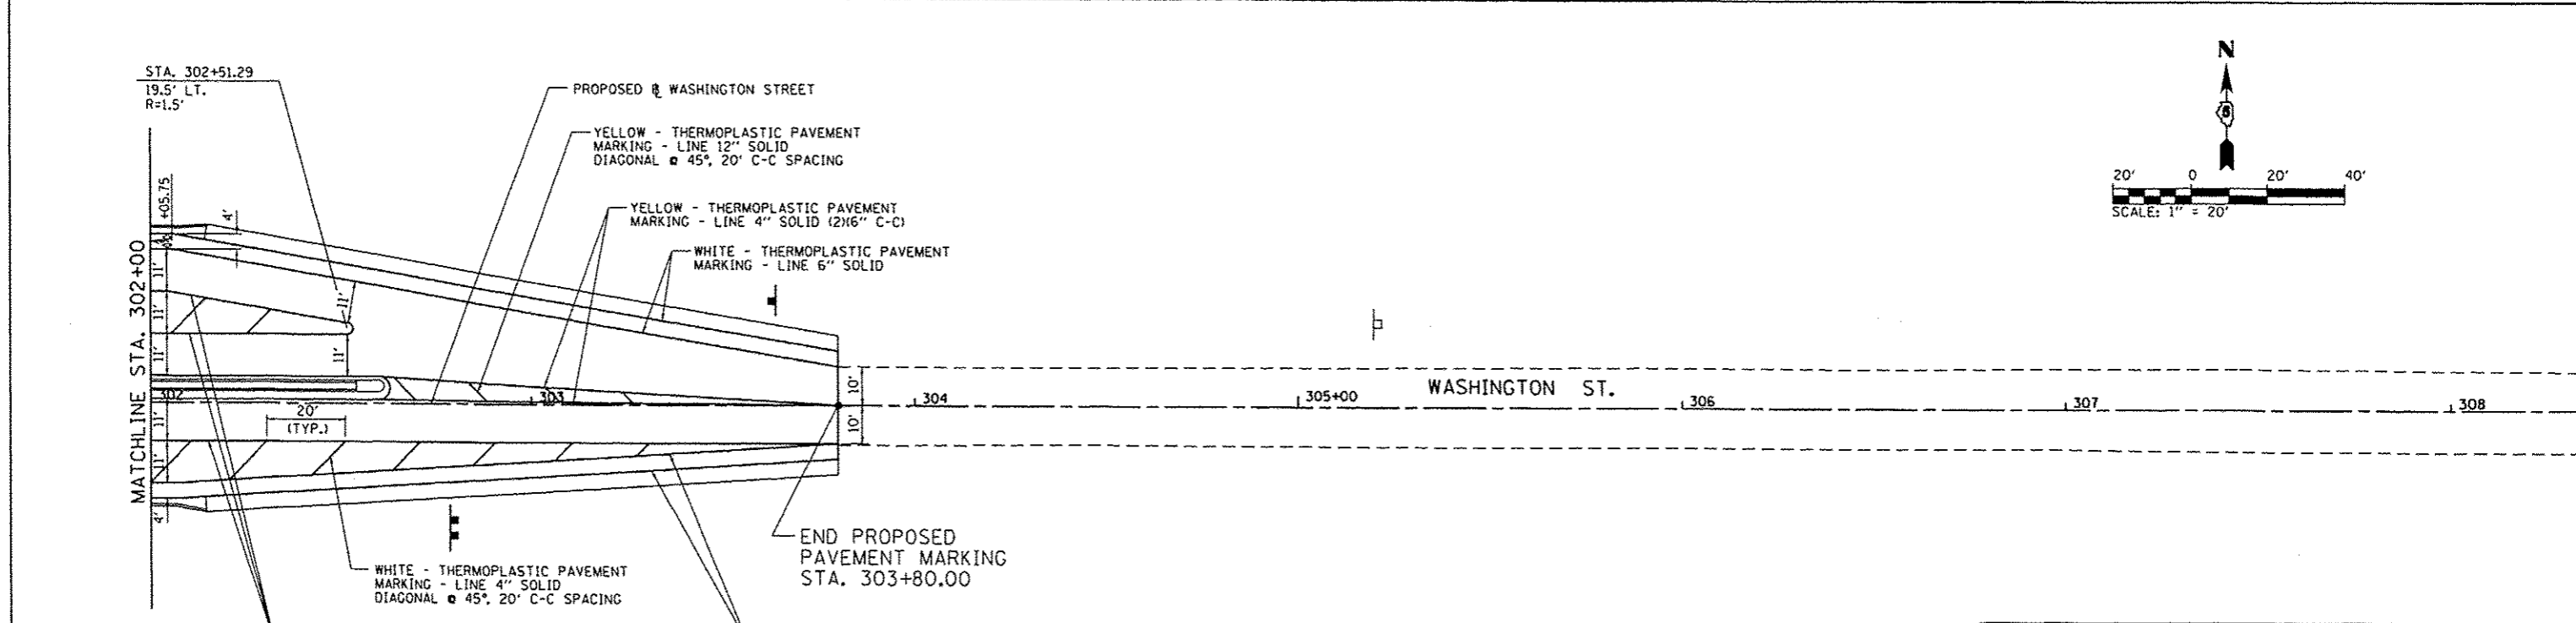 STA. 302+51.29
19.5' LT.
R=1.5'
PROPOSED ℄ WASHINGTON STREET
YELLOW - THERMOPLASTIC PAVEMENT
MARKING - LINE 12" SOLID
DIAGONAL @ 45°, 20' C-C SPACING
YELLOW - THERMOPLASTIC PAVEMENT
MARKING - LINE 4" SOLID (2)(6" C-C)
WHITE - THERMOPLASTIC PAVEMENT
MARKING - LINE 6" SOLID
N
20' 0 20' 40'
SCALE: 1" = 20'
MATCHLINE STA. 302+00
+05.75
4'
11'
11'
11'
11'
11'
4'
11'
11'
302
20'
(TYP.)
303
10'
10'
304
305+00
WASHINGTON ST.
306
307
308
END PROPOSED
PAVEMENT MARKING
STA. 303+80.00
WHITE - THERMOPLASTIC PAVEMENT
MARKING - LINE 4" SOLID
DIAGONAL @ 45°, 20' C-C SPACING